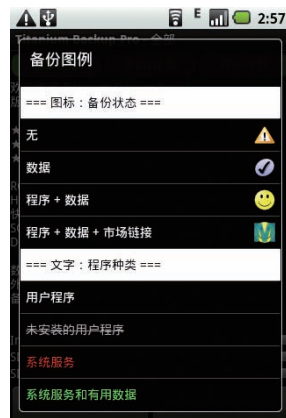 E 2:57
Titanium Backup Pro - 全部
备份图例
=== 图标：备份状态 ===
无
数据
程序 + 数据
程序 + 数据 + 市场链接
=== 文字：程序种类 ===
用户程序
未安装的用户程序
系统服务
系统服务和有用数据